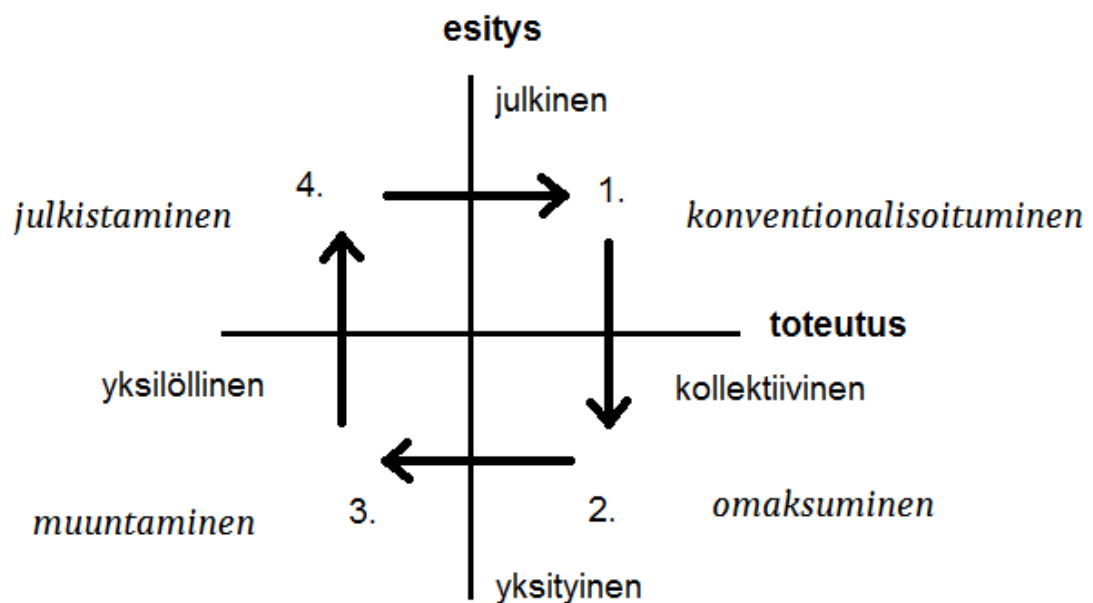 esitys
julkinen
4.
1.
julkistaminen
konventionalisoituminen
toteutus
yksilöllinen
kollektiivinen
muuntaminen
3.
2.
omaksuminen
yksityinen